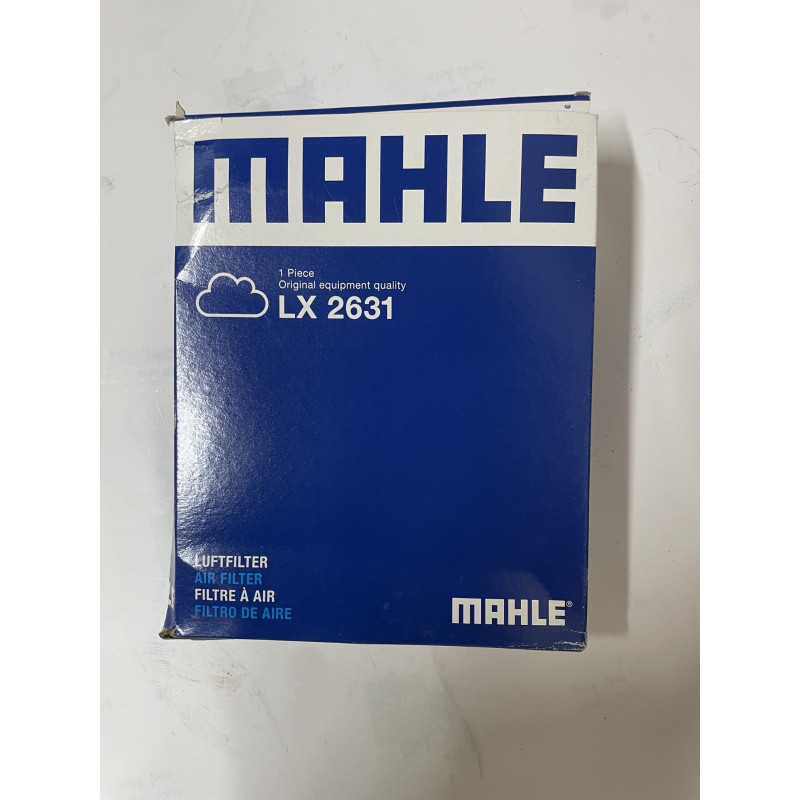 MAHLE
1 Piece
Original equipment quality
LX 2631
LUFTFILTER
AIR FILTER
FILTRE À AIR
FILTRO DE AIRE
MAHLE®